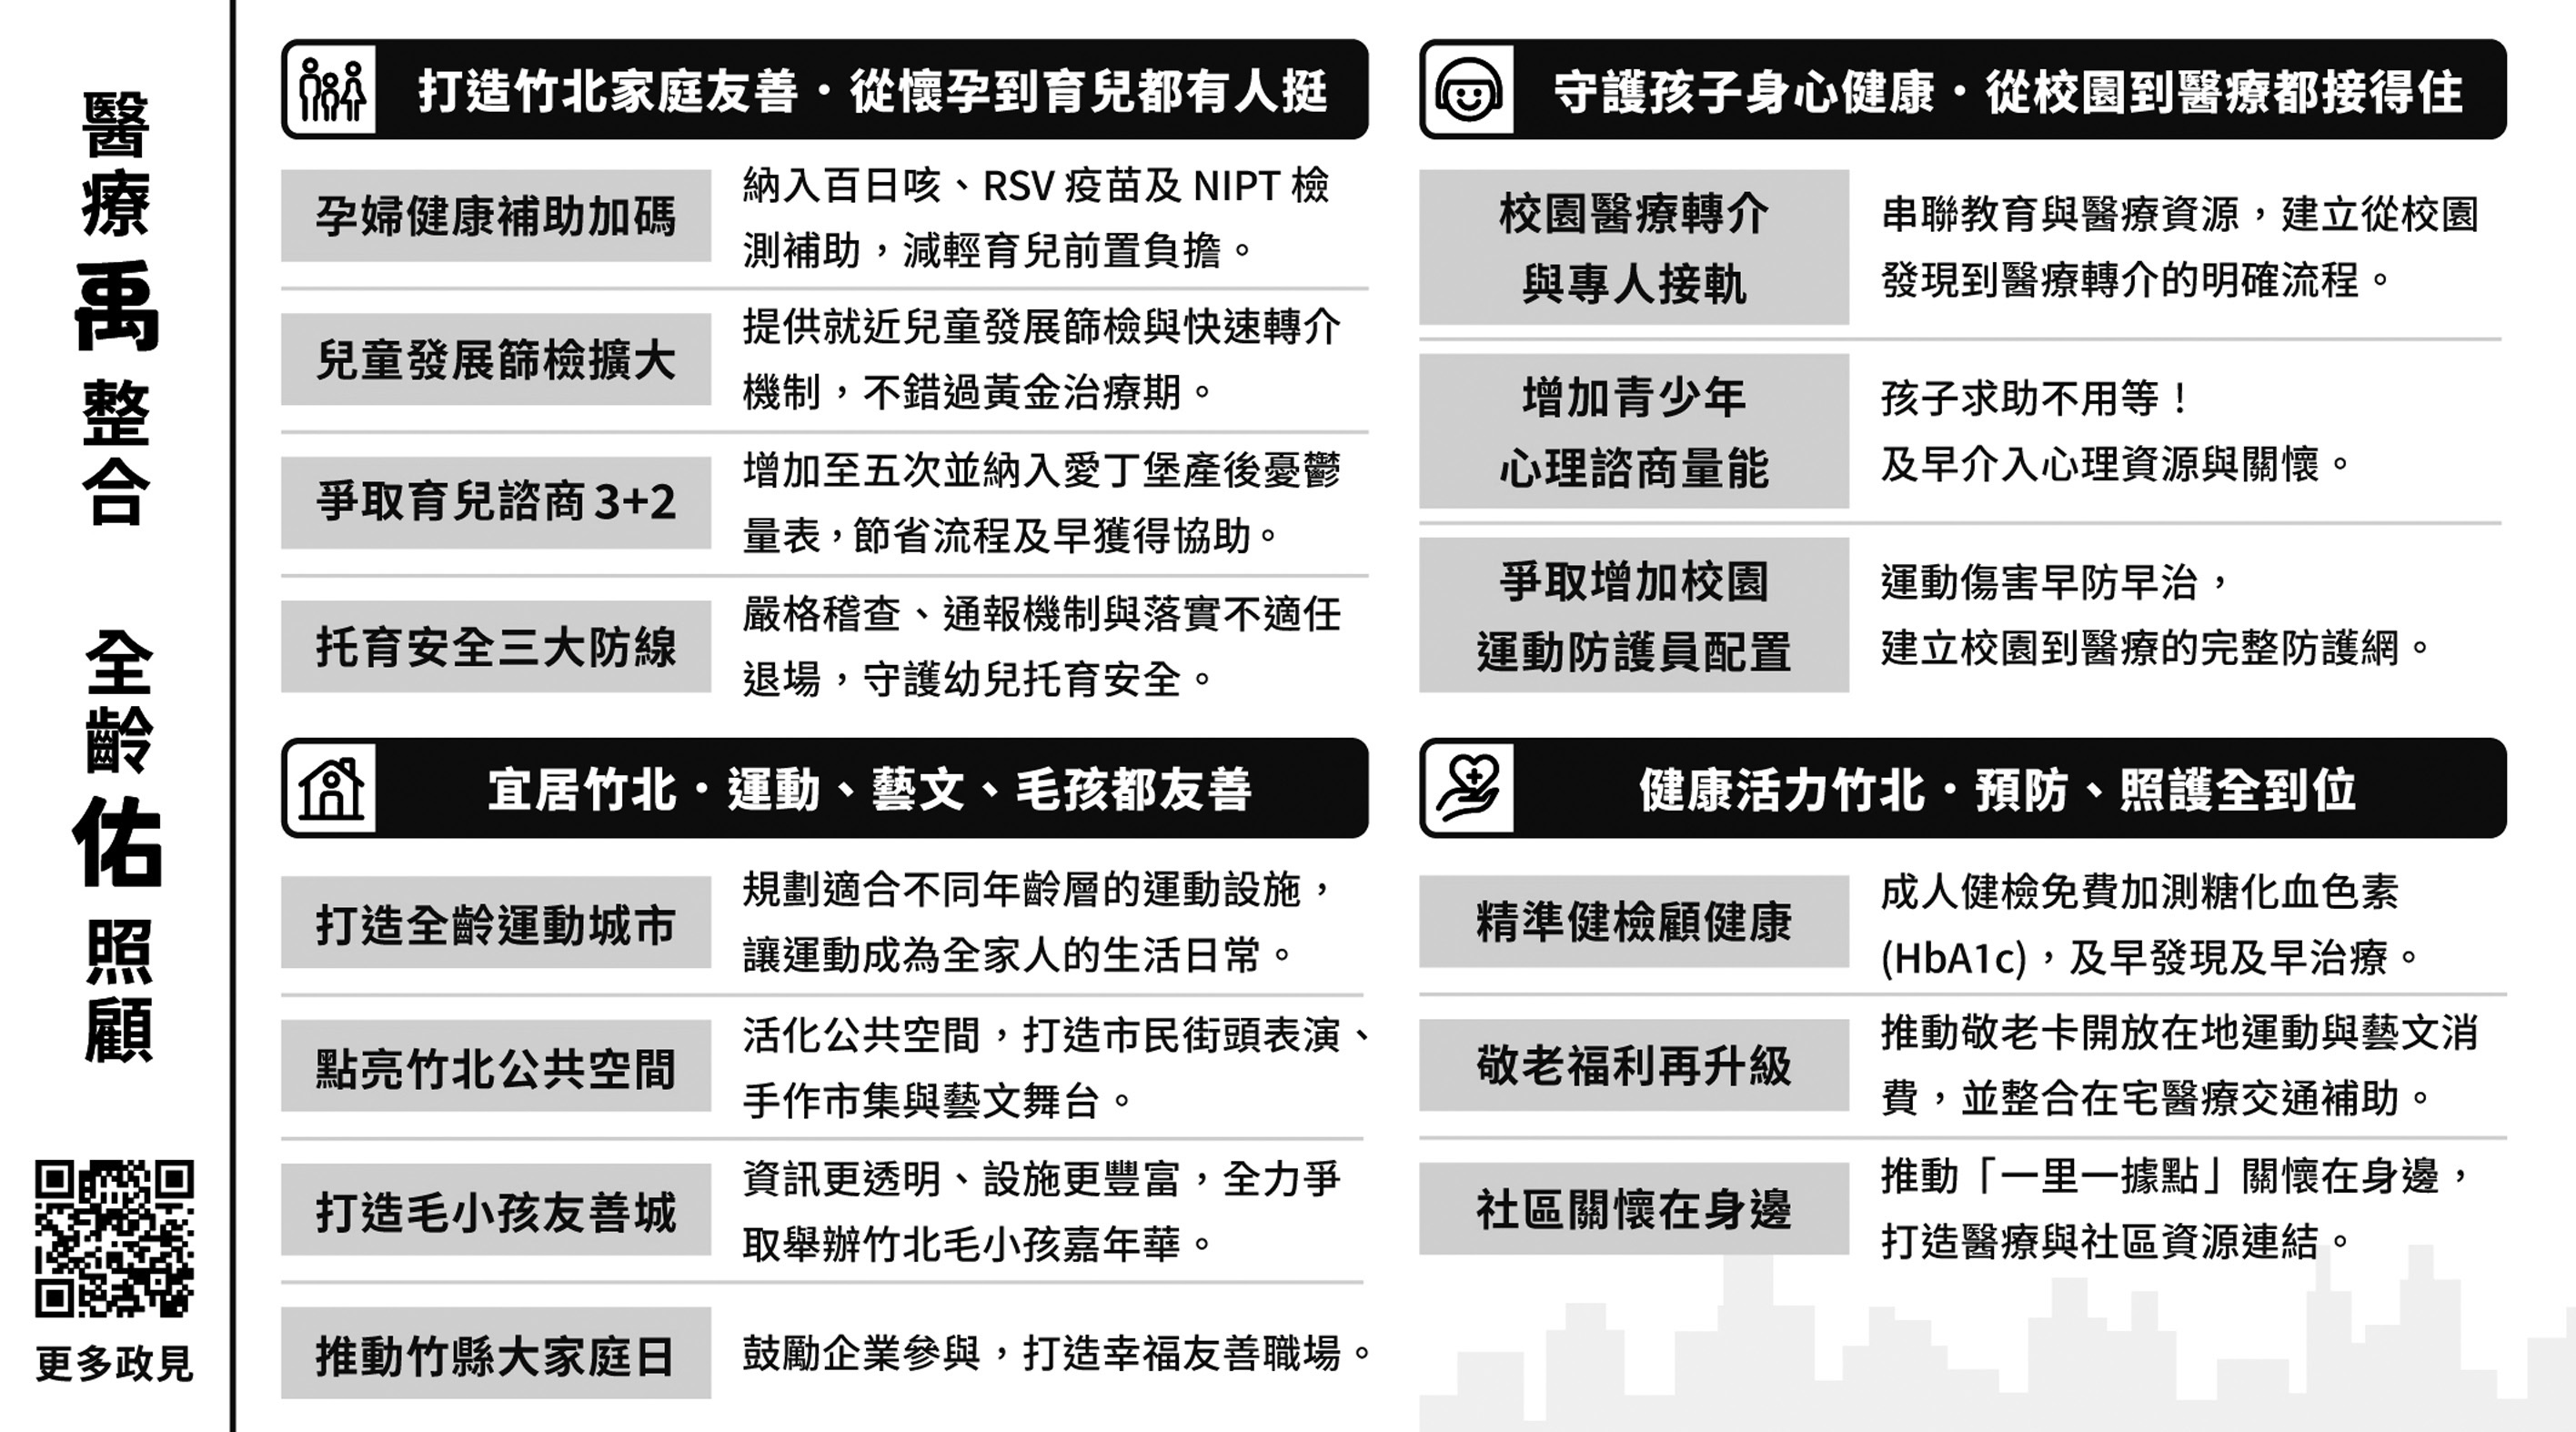 醫療禹整合
全齡佑照顧
更多政見
打造竹北家庭友善・從懷孕到育兒都有人挺
孕婦健康補助加碼
納入百日咳、RSV 疫苗及 NIPT 檢
測補助，減輕育兒前置負擔。
兒童發展篩檢擴大
提供就近兒童發展篩檢與快速轉介
機制，不錯過黃金治療期。
爭取育兒諮商 3+2
增加至五次並納入愛丁堡產後憂鬱
量表，節省流程及早獲得協助。
托育安全三大防線
嚴格稽查、通報機制與落實不適任
退場，守護幼兒托育安全。
守護孩子身心健康・從校園到醫療都接得住
校園醫療轉介
與專人接軌
串聯教育與醫療資源，建立從校園
發現到醫療轉介的明確流程。
增加青少年
心理諮商量能
孩子求助不用等！
及早介入心理資源與關懷。
爭取增加校園
運動防護員配置
運動傷害早防早治，
建立校園到醫療的完整防護網。
宜居竹北・運動、藝文、毛孩都友善
打造全齡運動城市
規劃適合不同年齡層的運動設施，
讓運動成為全家人的生活日常。
點亮竹北公共空間
活化公共空間，打造市民街頭表演、
手作市集與藝文舞台。
打造毛小孩友善城
資訊更透明、設施更豐富，全力爭
取舉辦竹北毛小孩嘉年華。
推動竹縣大家庭日
鼓勵企業參與，打造幸福友善職場。
健康活力竹北・預防、照護全到位
精準健檢顧健康
成人健檢免費加測糖化血色素
(HbA1c)，及早發現及早治療。
敬老福利再升級
推動敬老卡開放在地運動與藝文消
費，並整合在宅醫療交通補助。
社區關懷在身邊
推動「一里一據點」關懷在身邊，
打造醫療與社區資源連結。